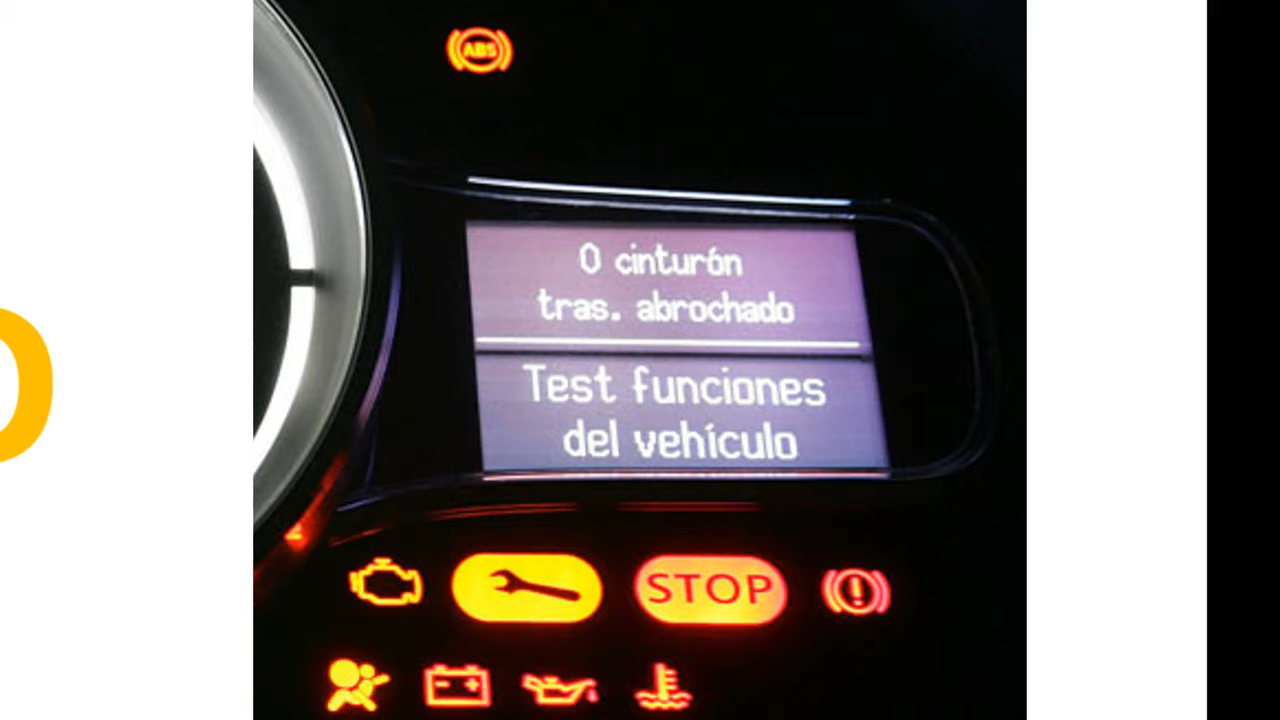 ABS
0 cinturón
tras. abrochado
Test funciones
del vehículo
STOP